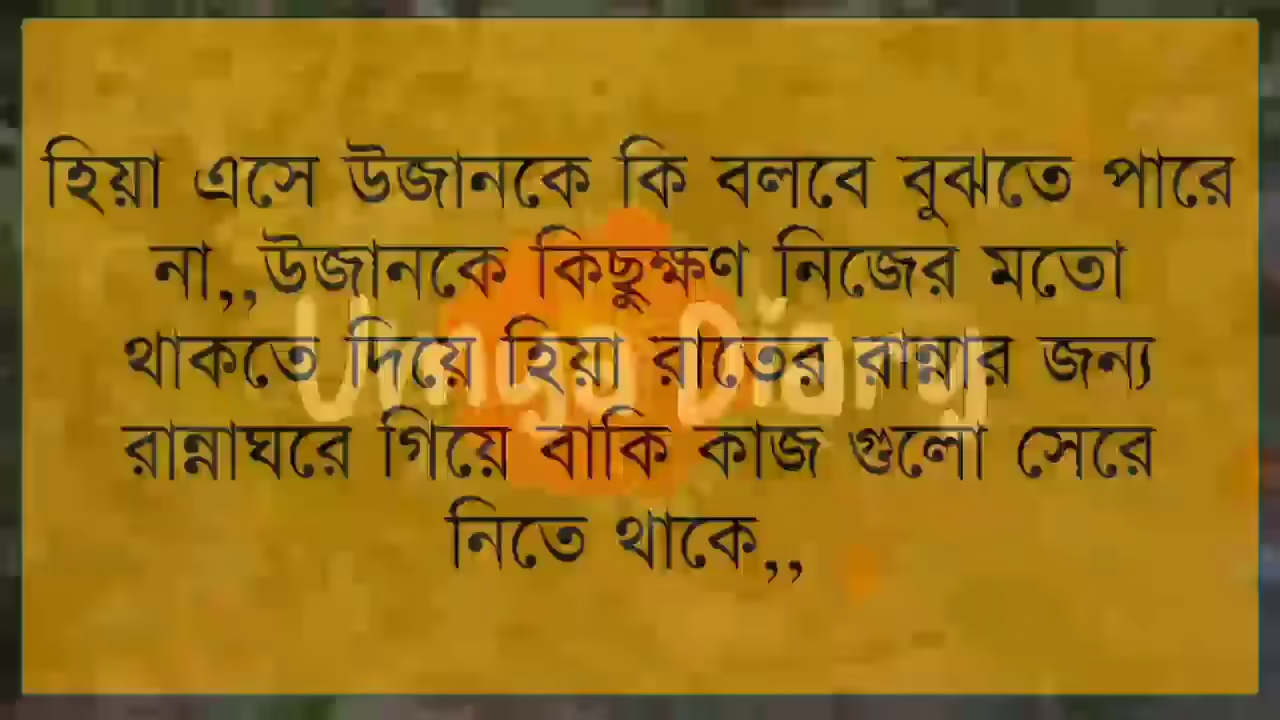 হিয়া এসে উজানকে কি বলবে বুঝতে পারে
না,,উজানকে কিছুক্ষণ নিজের মতো
থাকতে দিয়ে হিয়া রাতের রান্নার জন্য
রান্নাঘরে গিয়ে বাকি কাজ গুলো সেরে
নিতে থাকে,,